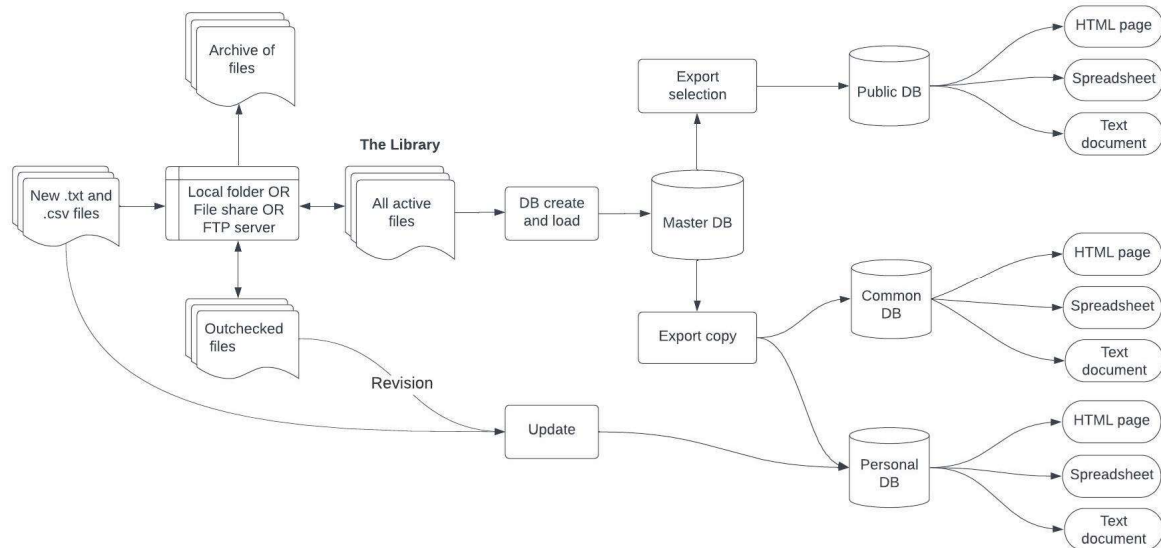 Archive of
files
The Library
New .txt and
.csv files
Local folder OR
File share OR
FTP server
All active
files
DB create
and load
Master DB
Export
selection
Public DB
HTML page
Spreadsheet
Text
document
Outchecked
files
Revision
Update
Export copy
Common
DB
HTML page
Spreadsheet
Text
document
Personal
DB
HTML page
Spreadsheet
Text
document